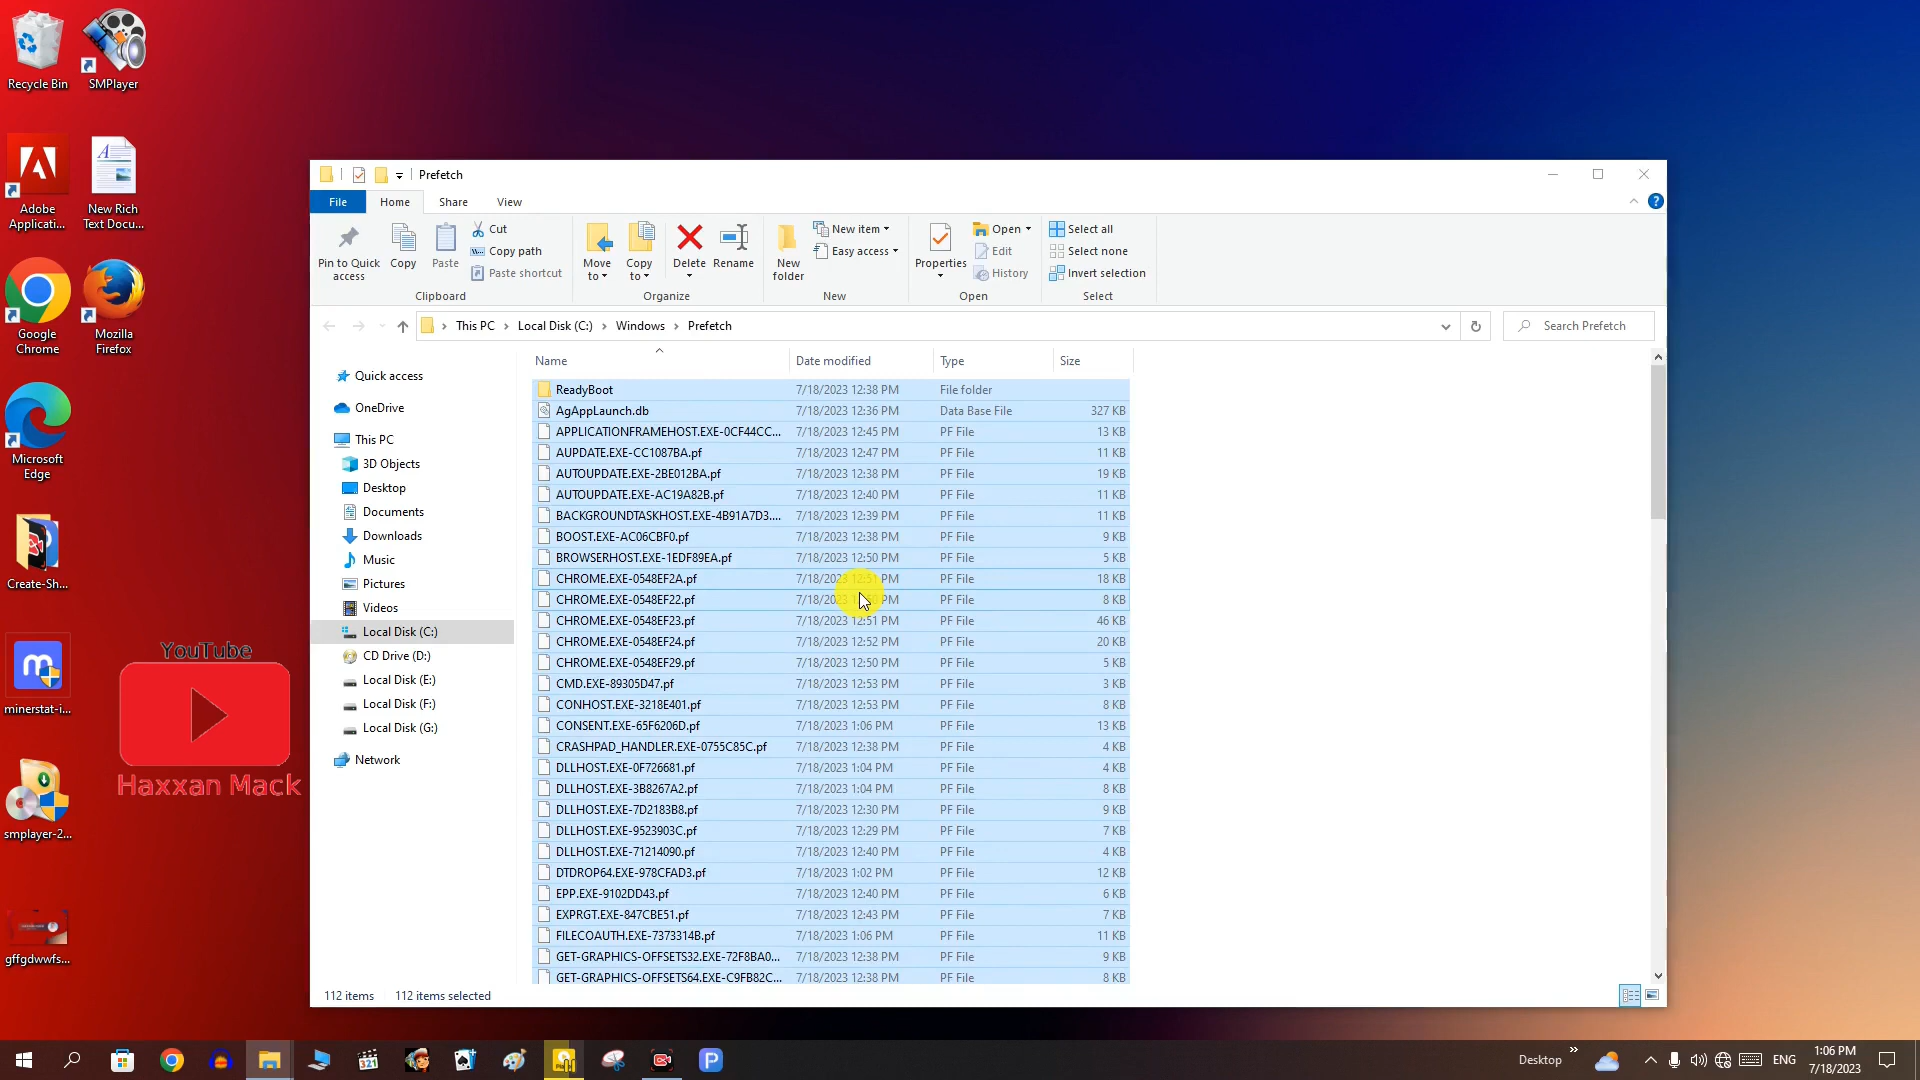 Recycle Bin
SMPlayer
Adobe
Applicati...
New Rich
Text Docu...
Google
Chrome
Mozilla
Firefox
Microsoft
Edge
Create-Sh...
minerstat-i...
smplayer-2...
gffgdwwfs...
YouTube
Haxxan Mack
Prefetch
File
Home
Share
View
Pin to Quick
access
Copy
Paste
Cut
Copy path
Paste shortcut
Clipboard
Move
to
Copy
to
Delete
Rename
Organize
New
folder
New item
Easy access
New
Properties
Open
Edit
History
Open
Select all
Select none
Invert selection
Select
This PC > Local Disk (C:) > Windows > Prefetch
Search Prefetch
Quick access
OneDrive
This PC
3D Objects
Desktop
Documents
Downloads
Music
Pictures
Videos
Local Disk (C:)
CD Drive (D:)
Local Disk (E:)
Local Disk (F:)
Local Disk (G:)
Network
Name Date modified Type Size
ReadyBoot 7/18/2023 12:38 PM File folder
AgAppLaunch.db 7/18/2023 12:36 PM Data Base File 327 KB
APPLICATIONFRAMEHOST.EXE-0CF44CC... 7/18/2023 12:45 PM PF File 13 KB
AUPDATE.EXE-CC1087BA.pf 7/18/2023 12:47 PM PF File 11 KB
AUTOUPDATE.EXE-2BE012BA.pf 7/18/2023 12:38 PM PF File 19 KB
AUTOUPDATE.EXE-AC19A82B.pf 7/18/2023 12:40 PM PF File 11 KB
BACKGROUNDTASKHOST.EXE-4B91A7D3.... 7/18/2023 12:39 PM PF File 11 KB
BOOST.EXE-AC06CBF0.pf 7/18/2023 12:38 PM PF File 9 KB
BROWSERHOST.EXE-1EDF89EA.pf 7/18/2023 12:50 PM PF File 5 KB
CHROME.EXE-0548EF2A.pf 7/18/2023 12:51 PM PF File 18 KB
CHROME.EXE-0548EF22.pf 7/18/2023 PM PF File 8 KB
CHROME.EXE-0548EF23.pf 7/18/2023 12:51 PM PF File 46 KB
CHROME.EXE-0548EF24.pf 7/18/2023 12:52 PM PF File 20 KB
CHROME.EXE-0548EF29.pf 7/18/2023 12:50 PM PF File 5 KB
CMD.EXE-89305D47.pf 7/18/2023 12:53 PM PF File 3 KB
CONHOST.EXE-3218E401.pf 7/18/2023 12:53 PM PF File 8 KB
CONSENT.EXE-65F6206D.pf 7/18/2023 1:06 PM PF File 13 KB
CRASHPAD_HANDLER.EXE-0755C85C.pf 7/18/2023 12:38 PM PF File 4 KB
DLLHOST.EXE-0F726681.pf 7/18/2023 1:04 PM PF File 4 KB
DLLHOST.EXE-3B8267A2.pf 7/18/2023 1:04 PM PF File 8 KB
DLLHOST.EXE-7D2183B8.pf 7/18/2023 12:30 PM PF File 9 KB
DLLHOST.EXE-9523903C.pf 7/18/2023 12:29 PM PF File 7 KB
DLLHOST.EXE-71214090.pf 7/18/2023 12:40 PM PF File 4 KB
DTDROP64.EXE-978CFAD3.pf 7/18/2023 1:02 PM PF File 12 KB
EPP.EXE-9102DD43.pf 7/18/2023 12:40 PM PF File 6 KB
EXPRGT.EXE-847CBE51.pf 7/18/2023 12:43 PM PF File 7 KB
FILECOAUTH.EXE-7373314B.pf 7/18/2023 1:06 PM PF File 11 KB
GET-GRAPHICS-OFFSETS32.EXE-72F8BA0... 7/18/2023 12:38 PM PF File 9 KB
GET-GRAPHICS-OFFSETS64.EXE-C9FB82C... 7/18/2023 12:38 PM PF File 8 KB
112 items 112 items selected
Desktop
ENG
1:06 PM
7/18/2023